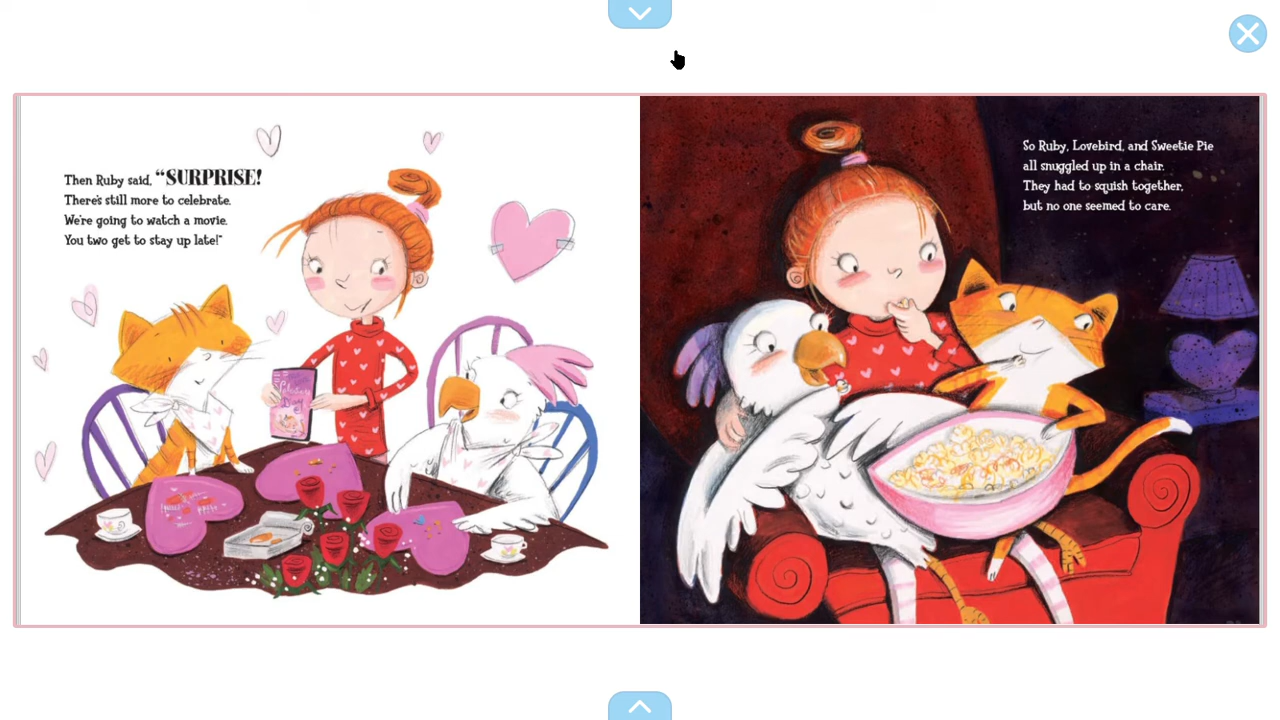 Then Ruby said, “SURPRISE!
There's still more to celebrate.
We're going to watch a movie.
You two get to stay up late!”
So Ruby, Lovebird, and Sweetie Pie
all snuggled up in a chair.
They had to squish together,
but no one seemed to care.